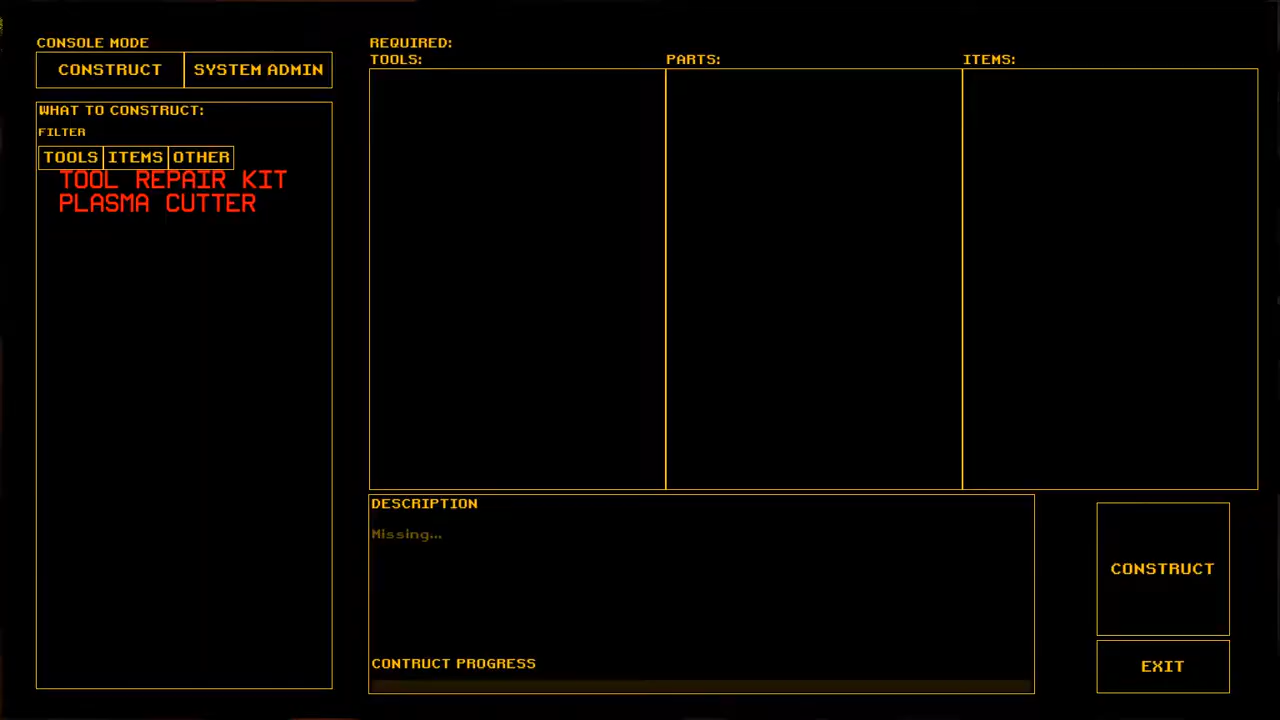 CONSOLE MODE
CONSTRUCT
SYSTEM ADMIN
WHAT TO CONSTRUCT:
FILTER
TOOLS
ITEMS
OTHER
TOOL REPAIR KIT
PLASMA CUTTER
REQUIRED:
TOOLS:
PARTS:
ITEMS:
DESCRIPTION
Missing...
CONTRUCT PROGRESS
CONSTRUCT
EXIT